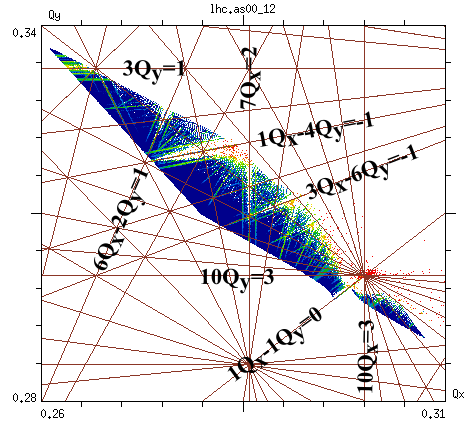 lhc.as00_12
Qy
0.34
3Qy=1
7Qx=2
1Qx-4Qy=-1
3Qx-6Qy=-1
6Qx-2Qy=1
10Qy=3
1Qx-1Qy=0
10Qx=3
0.28
0.26
0.31
Qx